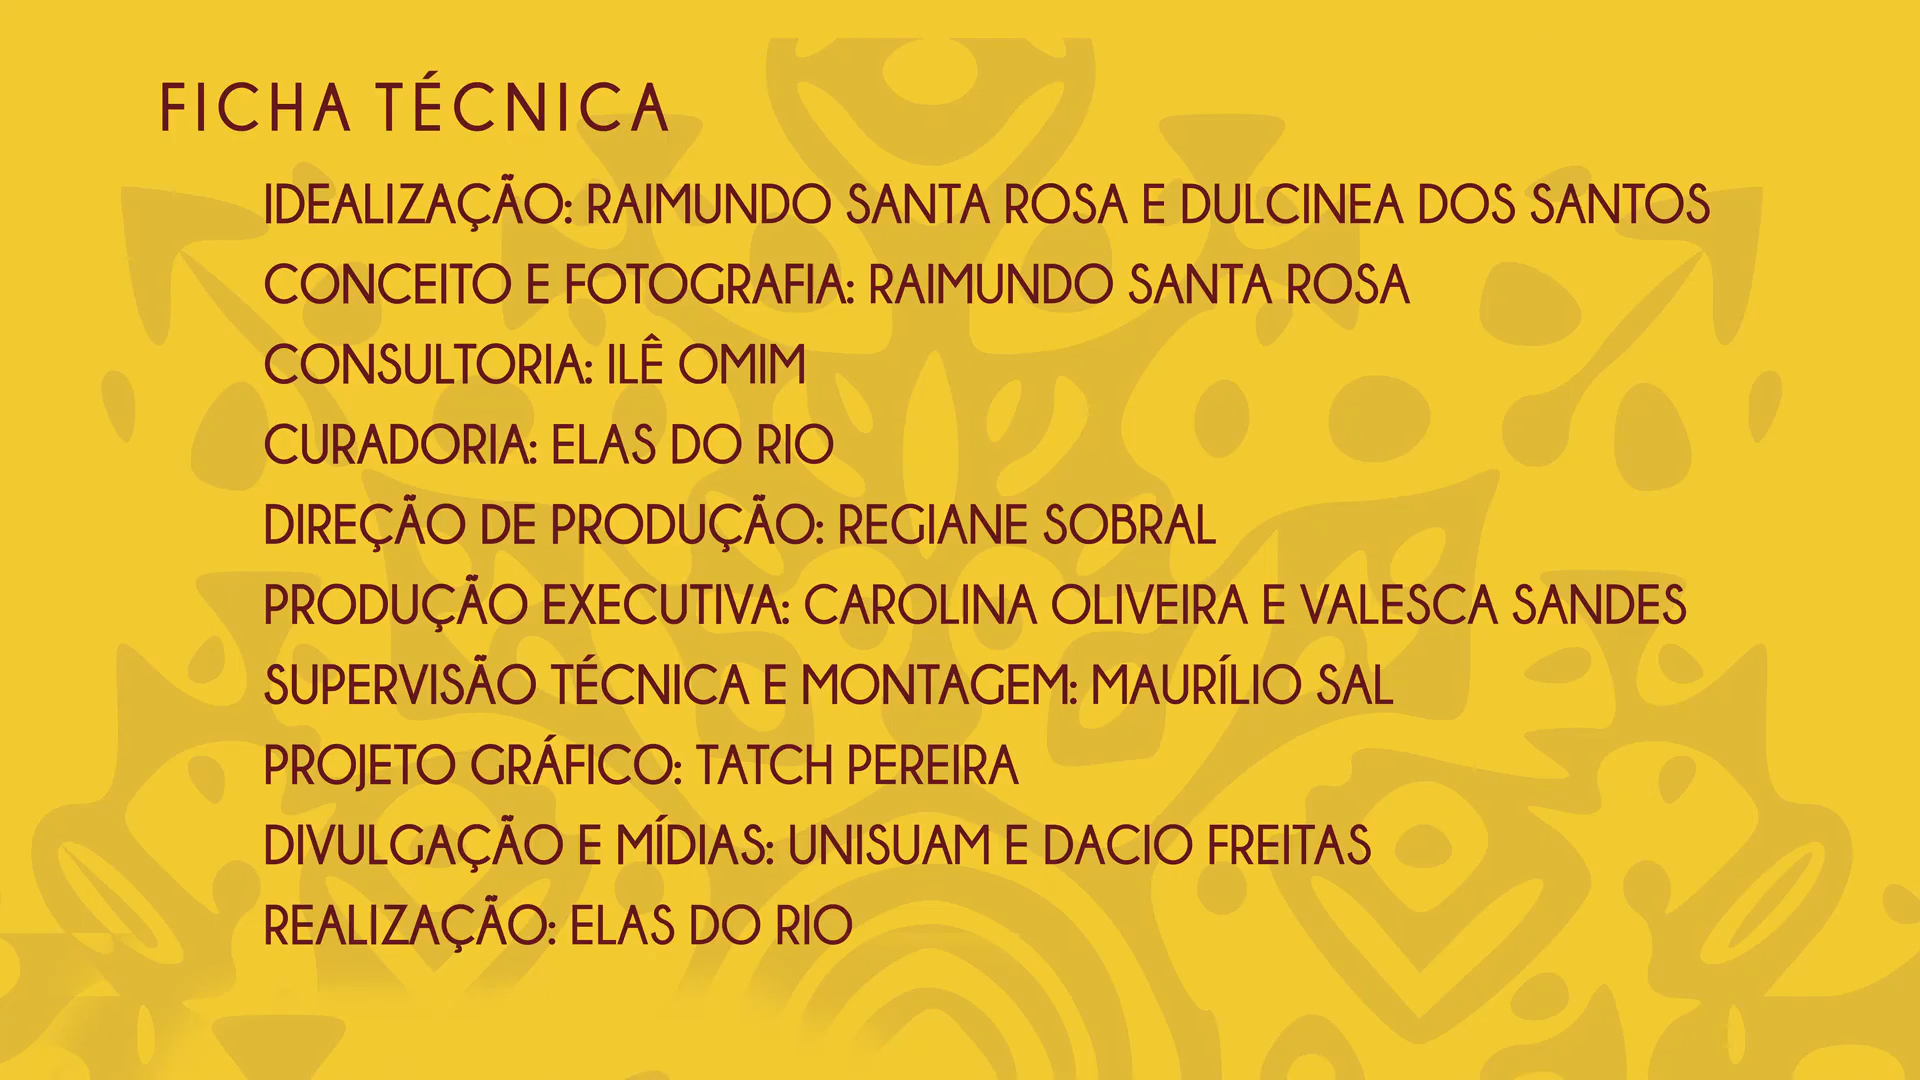 FICHA TÉCNICA
IDEALIZAÇÃO: RAIMUNDO SANTA ROSA E DULCINEA DOS SANTOS
CONCEITO E FOTOGRAFIA: RAIMUNDO SANTA ROSA
CONSULTORIA: ILÊ OMIM
CURADORIA: ELAS DO RIO
DIREÇÃO DE PRODUÇÃO: REGIANE SOBRAL
PRODUÇÃO EXECUTIVA: CAROLINA OLIVEIRA E VALESCA SANDES
SUPERVISÃO TÉCNICA E MONTAGEM: MAURÍLIO SAL
PROJETO GRÁFICO: TATCH PEREIRA
DIVULGAÇÃO E MÍDIAS: UNISUAM E DACIO FREITAS
REALIZAÇÃO: ELAS DO RIO